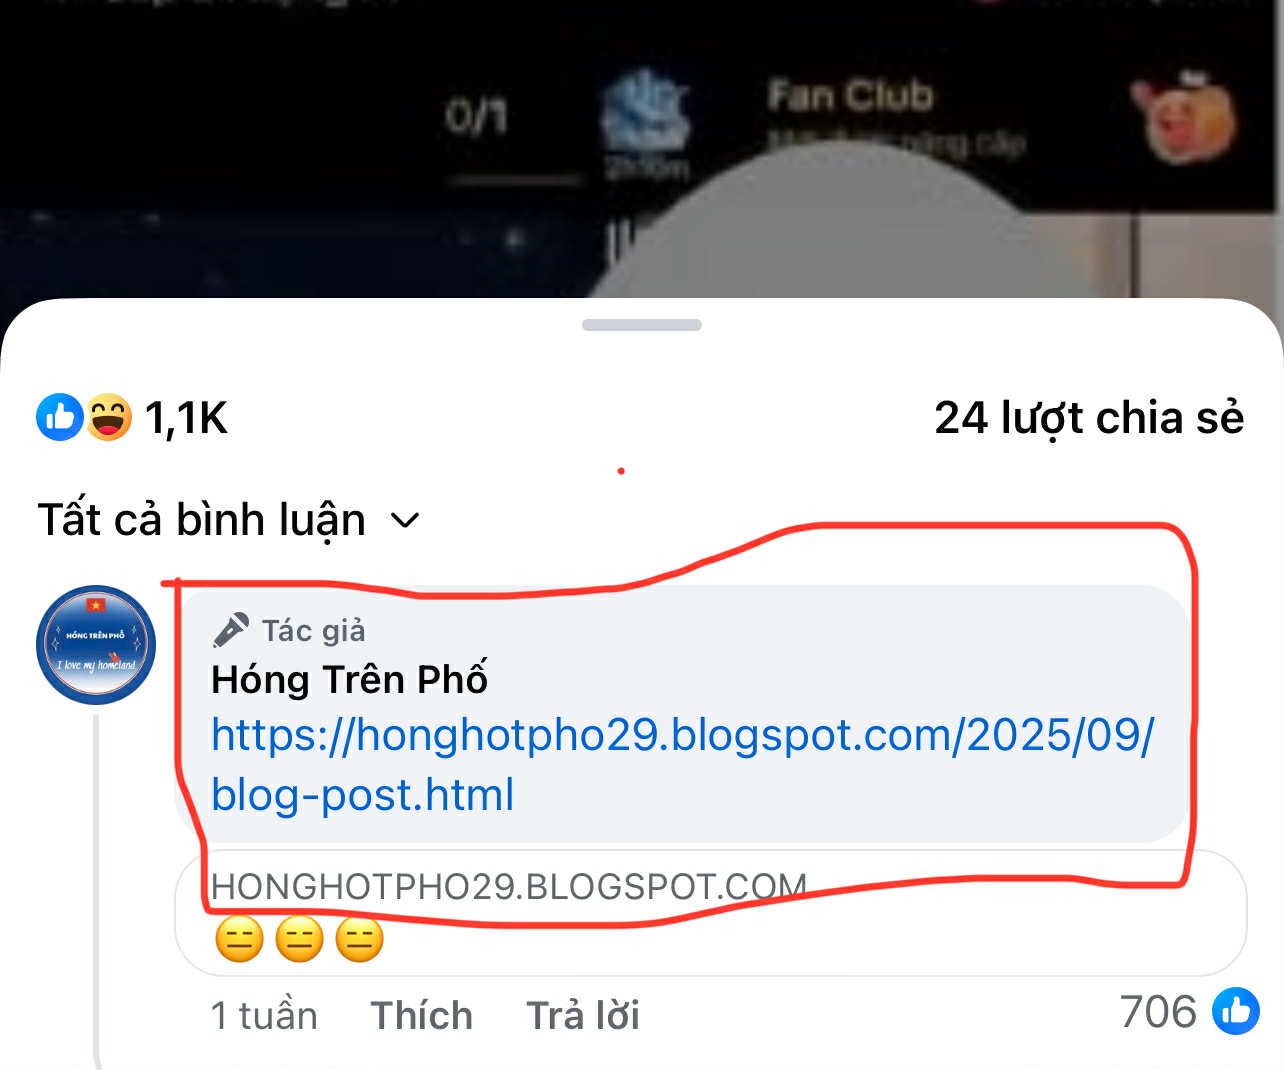 0/1
Fan Club
2h10m
1,1K
24 lượt chia sẻ
Tất cả bình luận
HÓNG TRÊN PHỐ
I love my homeland
Tác giả
Hóng Trên Phố
https://honghotpho29.blogspot.com/2025/09/
blog-post.html
HONGHOTPHO29.BLOGSPOT.COM
😑😑😑
1 tuần Thích Trả lời 706